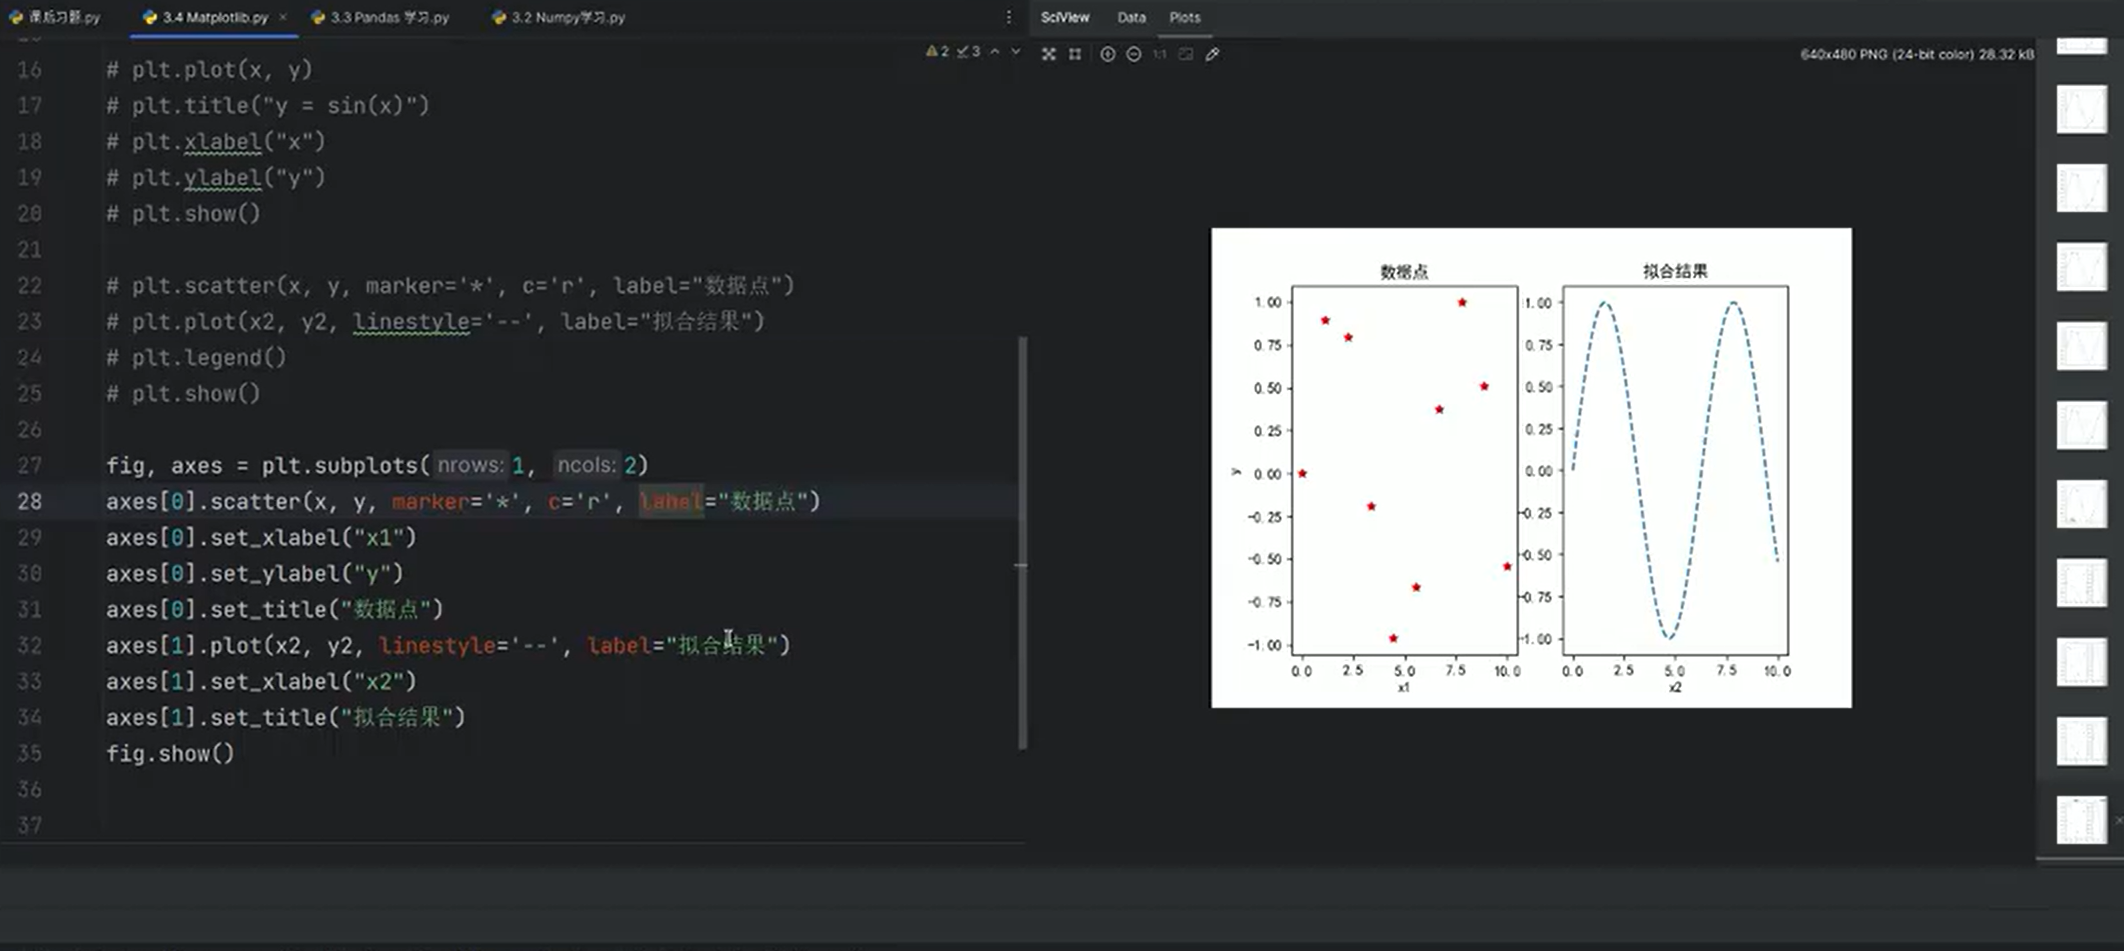 课后习题.py
3.4 Matplotlib.py
3.3 Pandas 学习.py
3.2 Numpy学习.py
SciView
Data
Plots
2
3
1:1
640x480 PNG (24-bit color) 28.32 kB
16 # plt.plot(x, y)
17 # plt.title("y = sin(x)")
18 # plt.xlabel("x")
19 # plt.ylabel("y")
20 # plt.show()
21
22 # plt.scatter(x, y, marker='*', c='r', label="数据点")
23 # plt.plot(x2, y2, linestyle='--', label="拟合结果")
24 # plt.legend()
25 # plt.show()
26
27 fig, axes = plt.subplots( nrows: 1, ncols: 2)
28 axes[0].scatter(x, y, marker='*', c='r', label="数据点")
29 axes[0].set_xlabel("x1")
30 axes[0].set_ylabel("y")
31 axes[0].set_title("数据点")
32 axes[1].plot(x2, y2, linestyle='--', label="拟合结果")
33 axes[1].set_xlabel("x2")
34 axes[1].set_title("拟合结果")
35 fig.show()
36
37
数据点
1.00
0.75
0.50
0.25
0.00
-0.25
-0.50
-0.75
-1.00
y
0.0 2.5 5.0 7.5 10.0
x1
拟合结果
1.00
0.75
0.50
0.25
0.00
-0.25
-0.50
-0.75
-1.00
0.0 2.5 5.0 7.5 10.0
x2